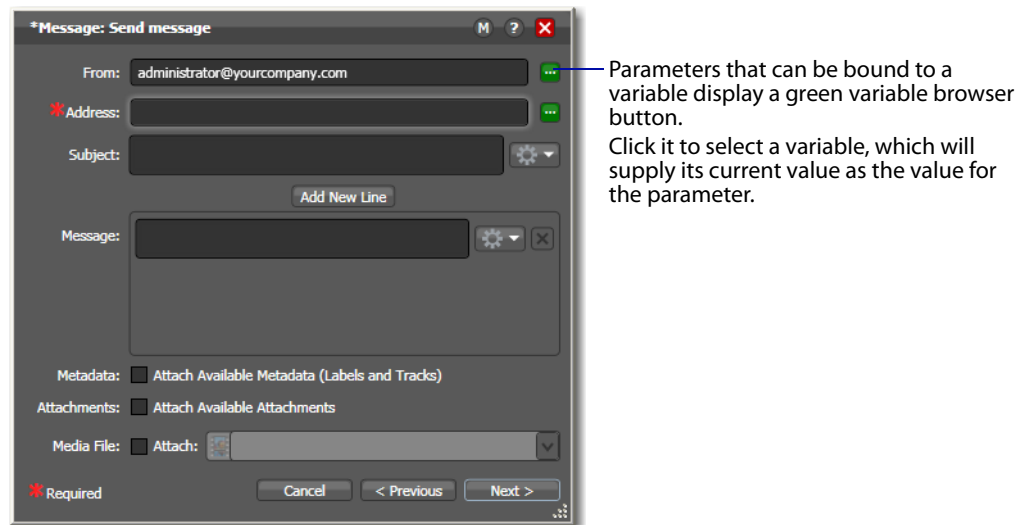 *Message: Send message
M ? X
From: administrator@yourcompany.com ...
*Address: ...
Subject:
Add New Line
Message:
Metadata: Attach Available Metadata (Labels and Tracks)
Attachments: Attach Available Attachments
Media File: Attach:
*Required Cancel < Previous Next >
Parameters that can be bound to a
variable display a green variable browser
button.
Click it to select a variable, which will
supply its current value as the value for
the parameter.